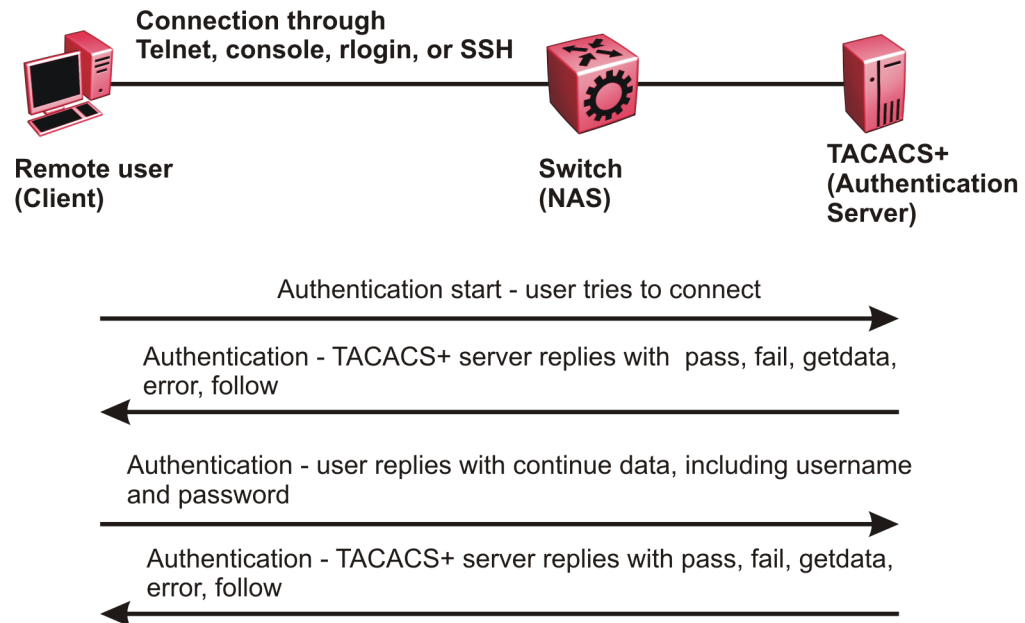 Connection through
Telnet, console, rlogin, or SSH
Remote user
(Client)
Switch
(NAS)
TACACS+
(Authentication
Server)
Authentication start - user tries to connect
Authentication - TACACS+ server replies with pass, fail, getdata,
error, follow
Authentication - user replies with continue data, including username
and password
Authentication - TACACS+ server replies with pass, fail, getdata,
error, follow